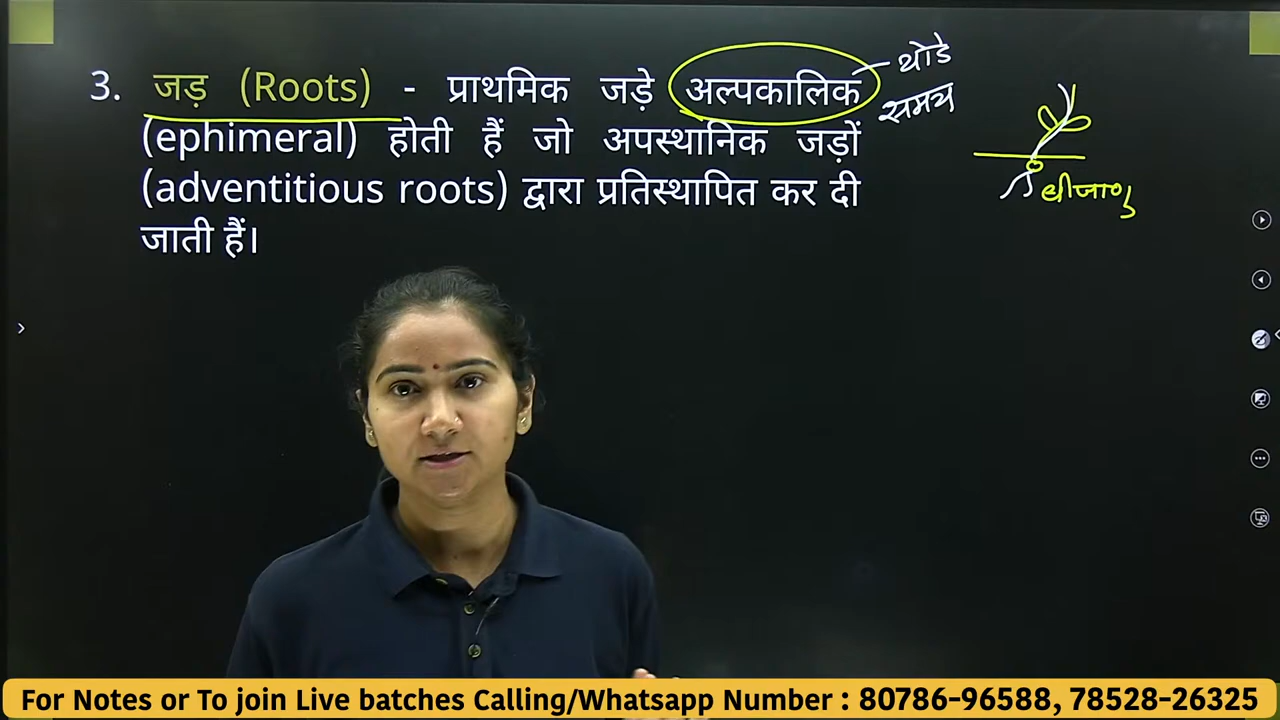 3. जड़ (Roots) - प्राथमिक जड़े अल्पकालिक
(ephimeral) होती हैं जो अपस्थानिक जड़ों
(adventitious roots) द्वारा प्रतिस्थापित कर दी
जाती हैं।
थोडे
समय
बीजाणु
For Notes or To join Live batches Calling/Whatsapp Number : 80786-96588, 78528-26325